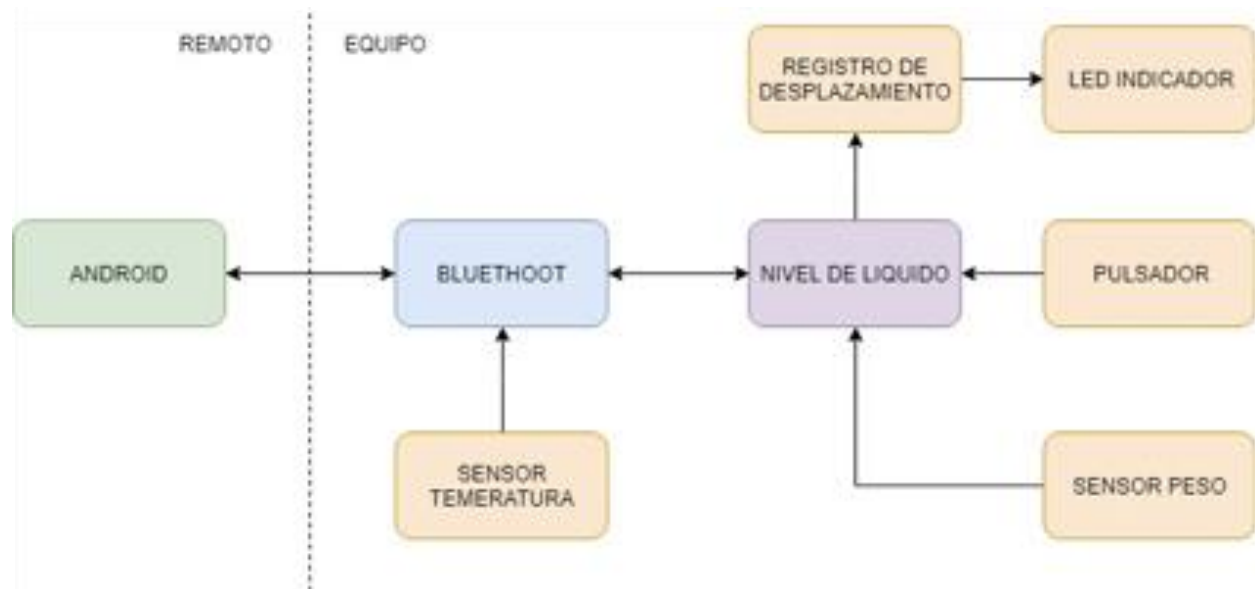 REMOTO
EQUIPO
REGISTRO DE
DESPLAZAMIENTO
LED INDICADOR
ANDROID
BLUETHOOT
NIVEL DE LIQUIDO
PULSADOR
SENSOR
TEMERATURA
SENSOR PESO